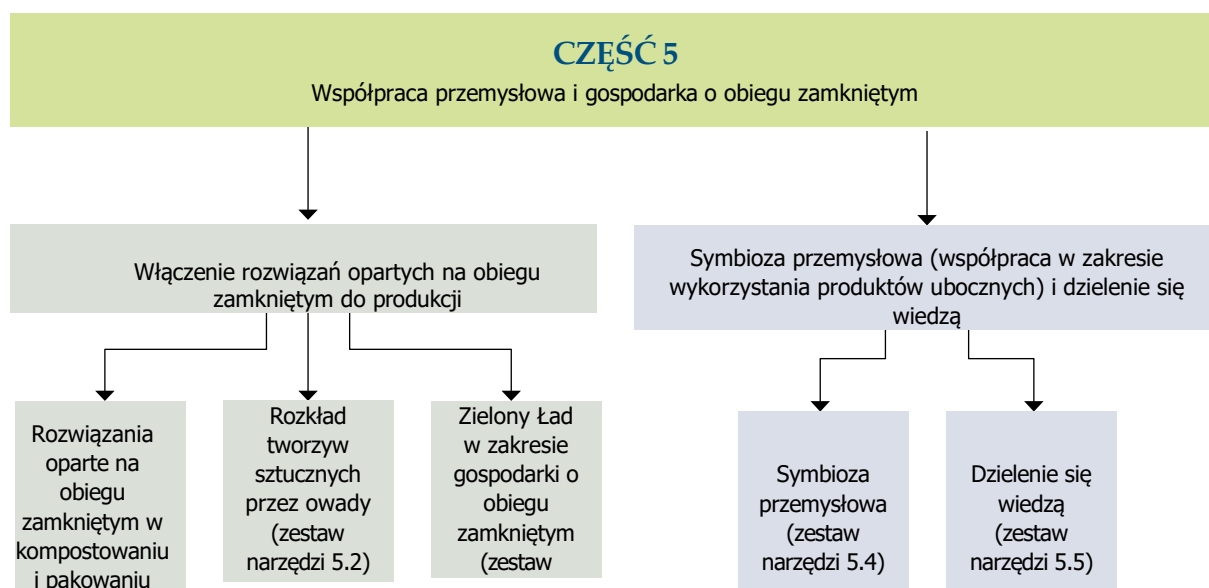 CZĘŚĆ 5
Współpraca przemysłowa i gospodarka o obiegu zamkniętym
Włączenie rozwiązań opartych na obiegu
zamkniętym do produkcji
Symbioza przemysłowa (współpraca w zakresie
wykorzystania produktów ubocznych) i dzielenie się
wiedzą
Rozwiązania
oparte na
obiegu
zamkniętym w
kompostowaniu
i pakowaniu
Rozkład
tworzyw
sztucznych
przez owady
(zestaw
narzędzi 5.2)
Zielony Ład
w zakresie
gospodarki o
obiegu
zamkniętym
(zestaw
Symbioza
przemysłowa
(zestaw
narzędzi 5.4)
Dzielenie się
wiedzą
(zestaw
narzędzi 5.5)